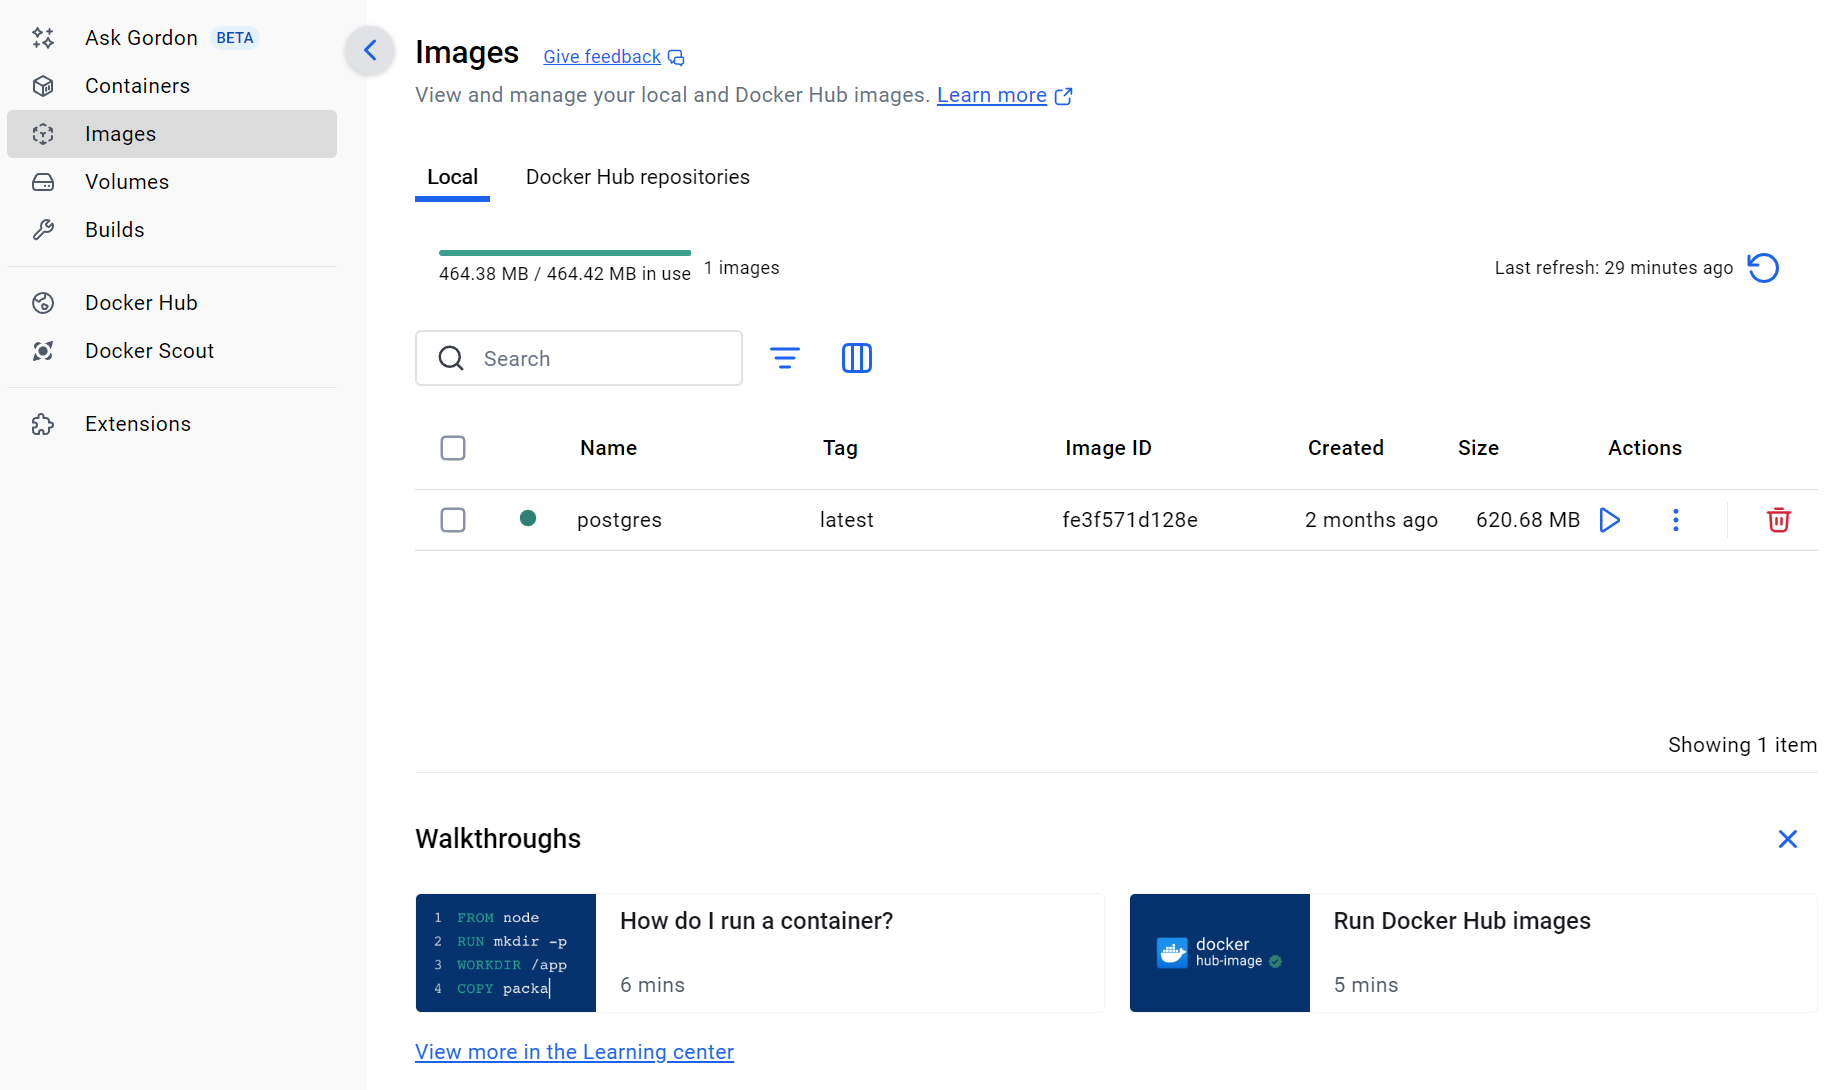 Ask Gordon BETA
Containers
Images
Volumes
Builds
Docker Hub
Docker Scout
Extensions
Images Give feedback
View and manage your local and Docker Hub images. Learn more
Local Docker Hub repositories
464.38 MB / 464.42 MB in use 1 images
Last refresh: 29 minutes ago
Search
Name Tag Image ID Created Size Actions
postgres latest fe3f571d128e 2 months ago 620.68 MB
Showing 1 item
Walkthroughs
1 FROM node
2 RUN mkdir -p
3 WORKDIR /app
4 COPY packa
How do I run a container?
6 mins
docker
hub-image
Run Docker Hub images
5 mins
View more in the Learning center